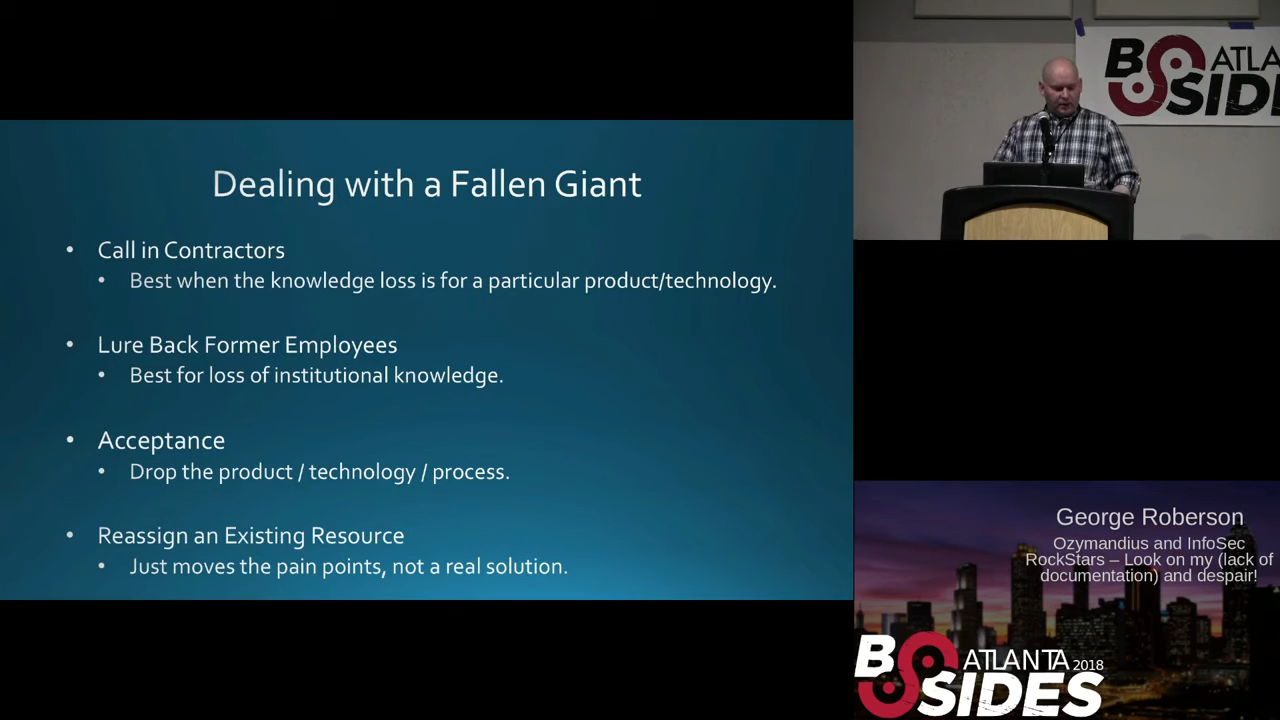 Dealing with a Fallen Giant
• Call in Contractors
• Best when the knowledge loss is for a particular product/technology.
• Lure Back Former Employees
• Best for loss of institutional knowledge.
• Acceptance
• Drop the product / technology / process.
• Reassign an Existing Resource
• Just moves the pain points, not a real solution.
B ATLA
SIDE
George Roberson
Ozymandius and InfoSec
RockStars – Look on my (lack of
documentation) and despair!
B ATLANTA 2018
SIDES